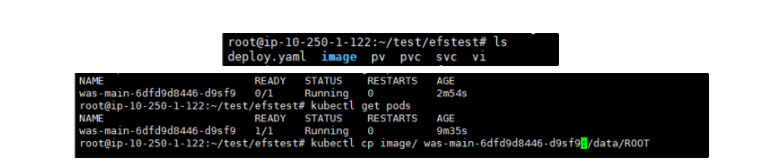 root@ip-10-250-1-122:~/test/efstest# ls
deploy.yaml image pv pvc svc vi
NAME READY STATUS RESTARTS AGE
was-main-6dfd9d8446-d9sf9 0/1 Running 0 2m54s
root@ip-10-250-1-122:~/test/efstest# kubectl get pods
NAME READY STATUS RESTARTS AGE
was-main-6dfd9d8446-d9sf9 1/1 Running 0 9m35s
root@ip-10-250-1-122:~/test/efstest# kubectl cp image/ was-main-6dfd9d8446-d9sf9:/data/ROOT